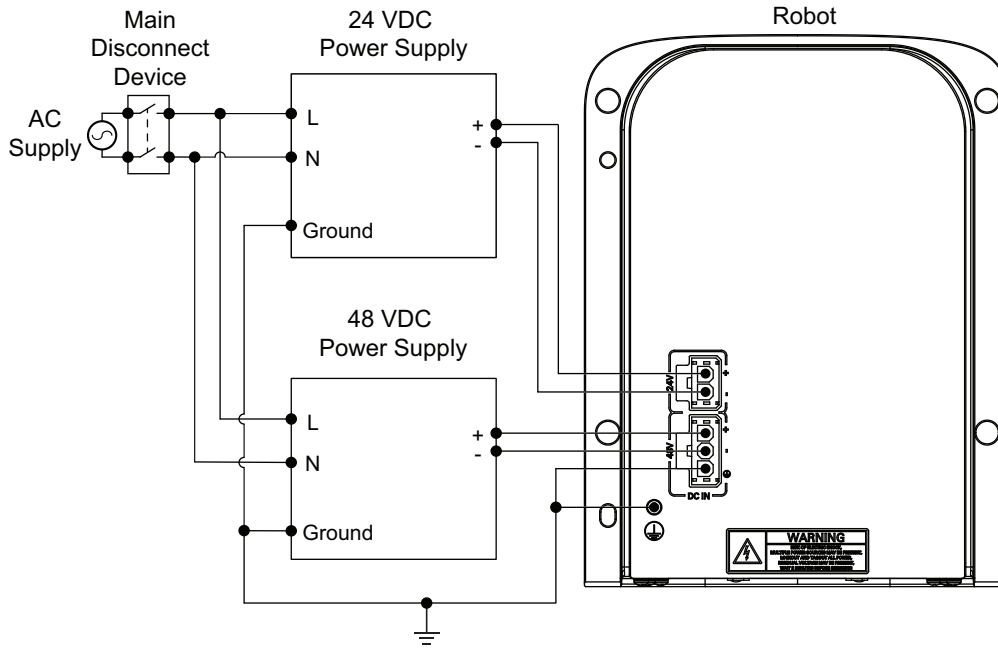 Main
Disconnect
Device
AC
Supply
24 VDC
Power Supply
L
N
Ground
+
-
48 VDC
Power Supply
L
N
Ground
+
-
Robot
24V
+
-
48V
+
-
DC IN
WARNING